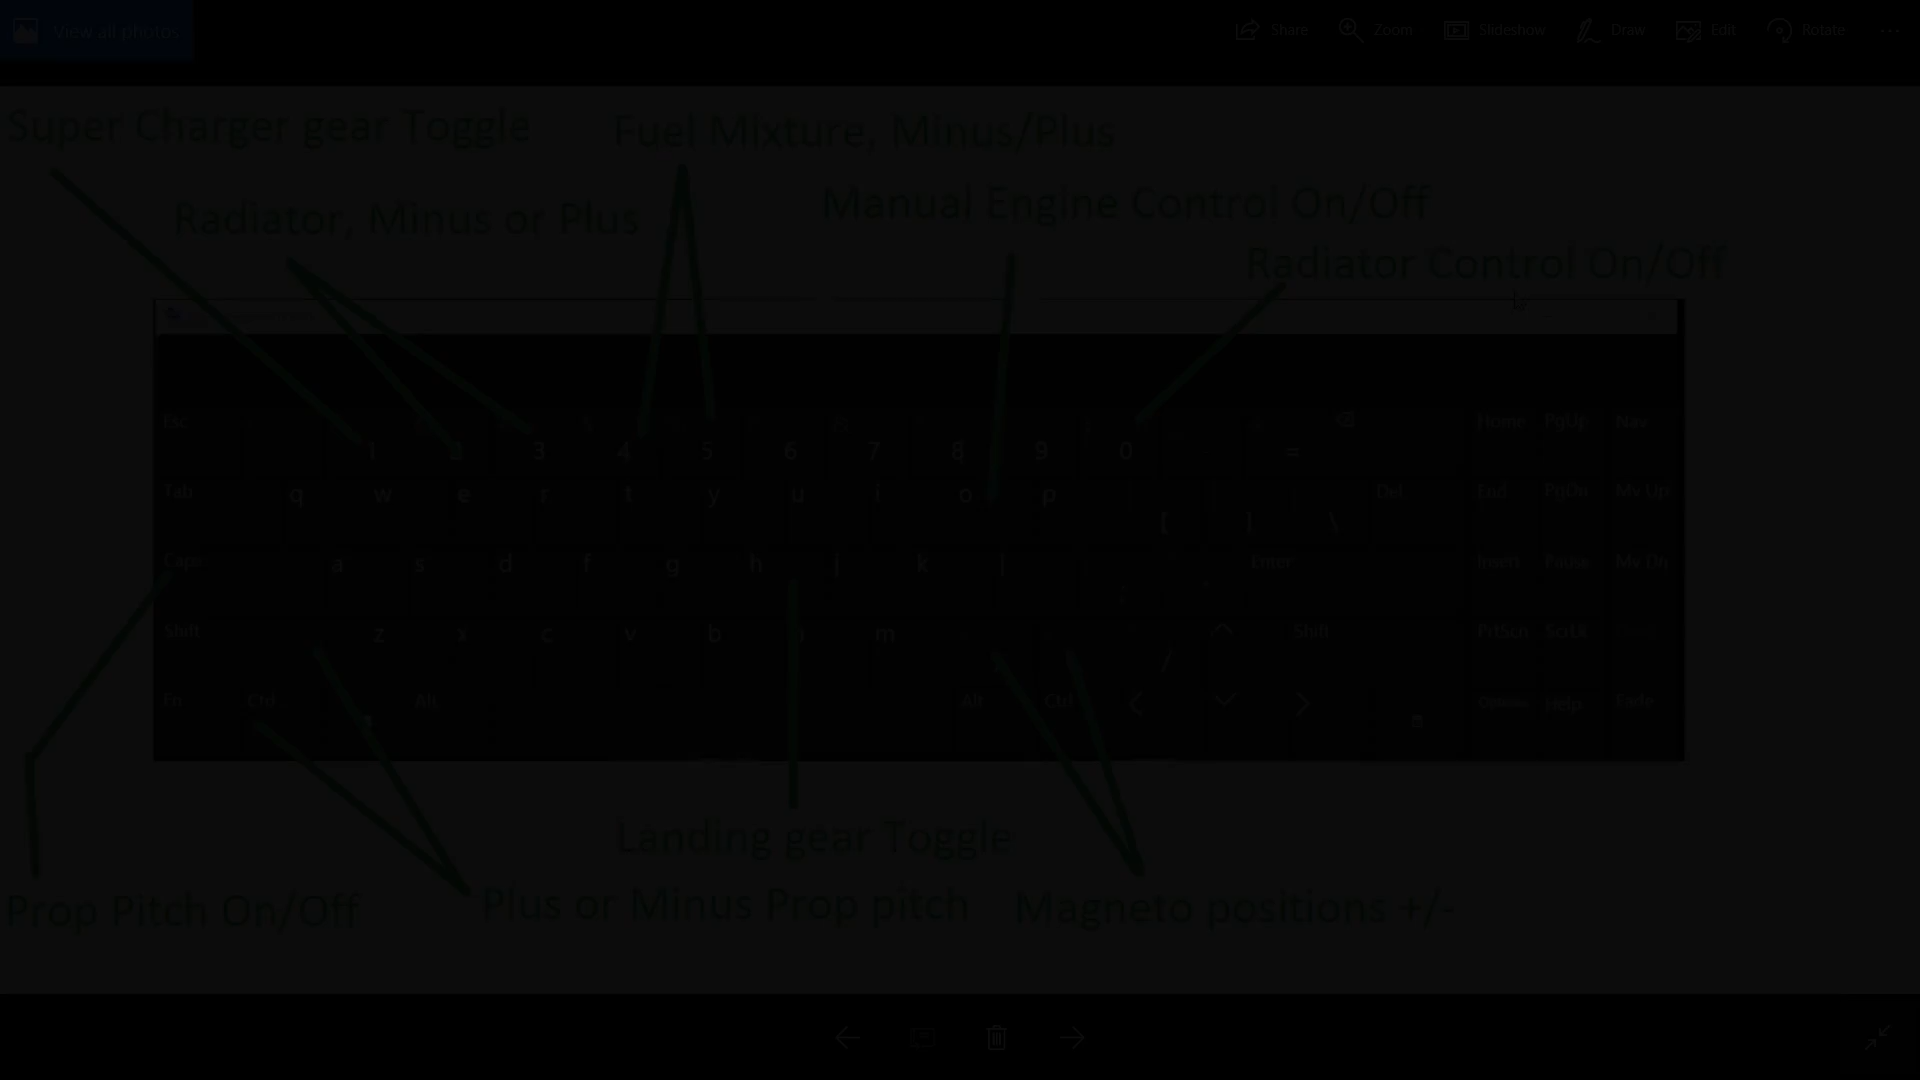 View all photos
Share Zoom Slideshow Draw Edit Rotate ...
Super Charger gear Toggle
Fuel Mixture, Minus/Plus
Radiator, Minus or Plus
Manual Engine Control On/Off
Radiator Control On/Off
Esc 1 2 3 4 5 6 7 8 9 0 = Home PgUp Nav
Tab q w e r t y u i o p [ ] \ Del End PgDn Mv Up
Caps a s d f g h j k l ; ' Enter Insert Pause Mv Dn
Shift z x c v b n m / Shift PrtScn ScrLk
Fn Ctrl Alt Alt Ctrl Options Help Fade
Landing gear Toggle
Prop Pitch On/Off
Plus or Minus Prop pitch
Magneto positions +/-